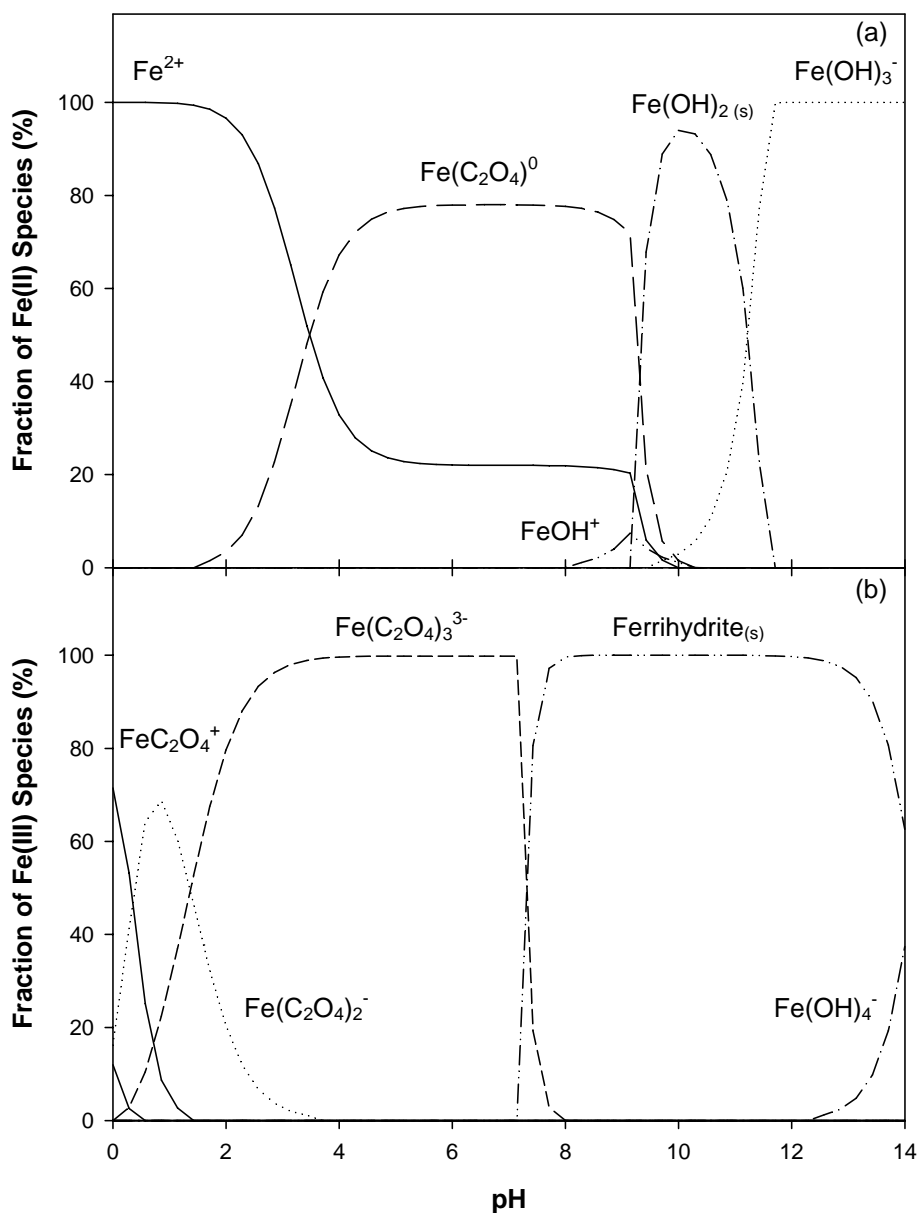 (a)
Fe²⁺
Fe(OH)₃⁻
Fe(OH)₂ ₍ₛ₎
Fe(C₂O₄)⁰
FeOH⁺
Fraction of Fe(II) Species (%)
100
80
60
40
20
0
(b)
Fe(C₂O₄)₃³⁻
Ferrihydrite₍ₛ₎
FeC₂O₄⁺
Fe(C₂O₄)₂⁻
Fe(OH)₄⁻
Fraction of Fe(III) Species (%)
100
80
60
40
20
0
0 2 4 6 8 10 12 14
pH